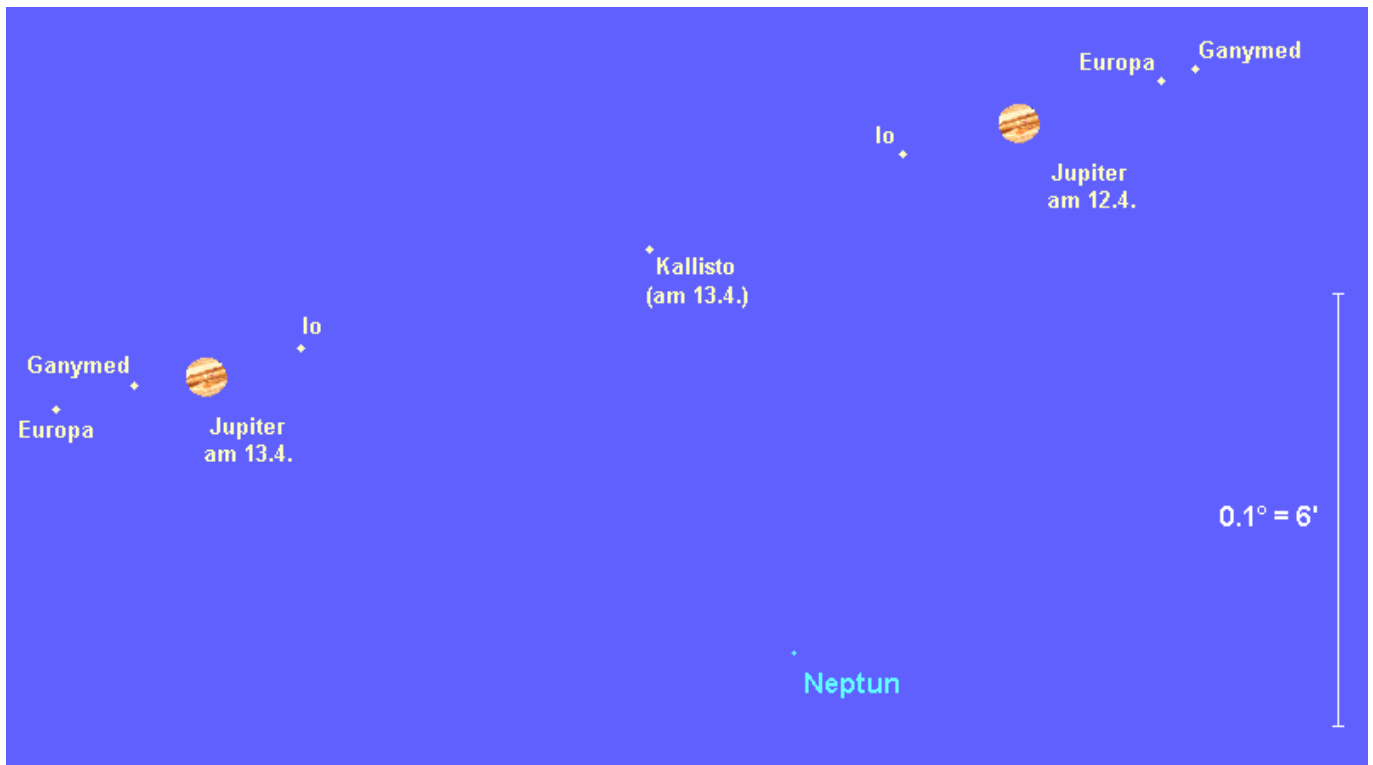 Ganymed
Europa
Io
Jupiter
am 12.4.
Kallisto
(am 13.4.)
Io
Ganymed
Europa
Jupiter
am 13.4.
0.1° = 6'
Neptun